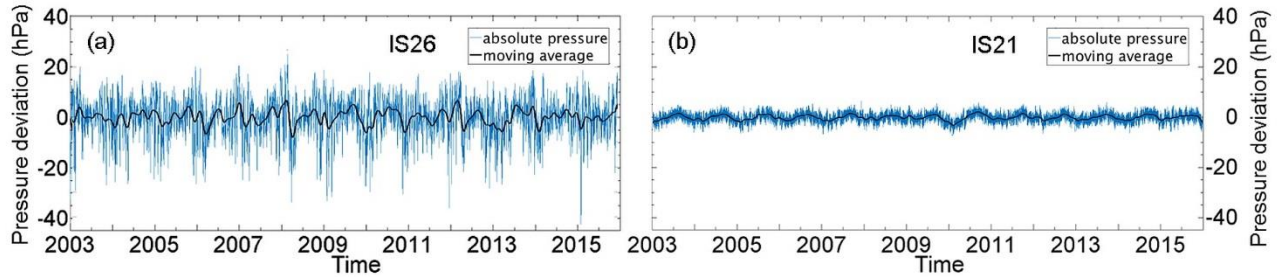 (a)
IS26
absolute pressure
moving average
Pressure deviation (hPa)
40
20
0
-20
-40
2003
2005
2007
2009
2011
2013
2015
Time
(b)
IS21
absolute pressure
moving average
2003
2005
2007
2009
2011
2013
2015
Time
40
20
0
-20
-40
Pressure deviation (hPa)